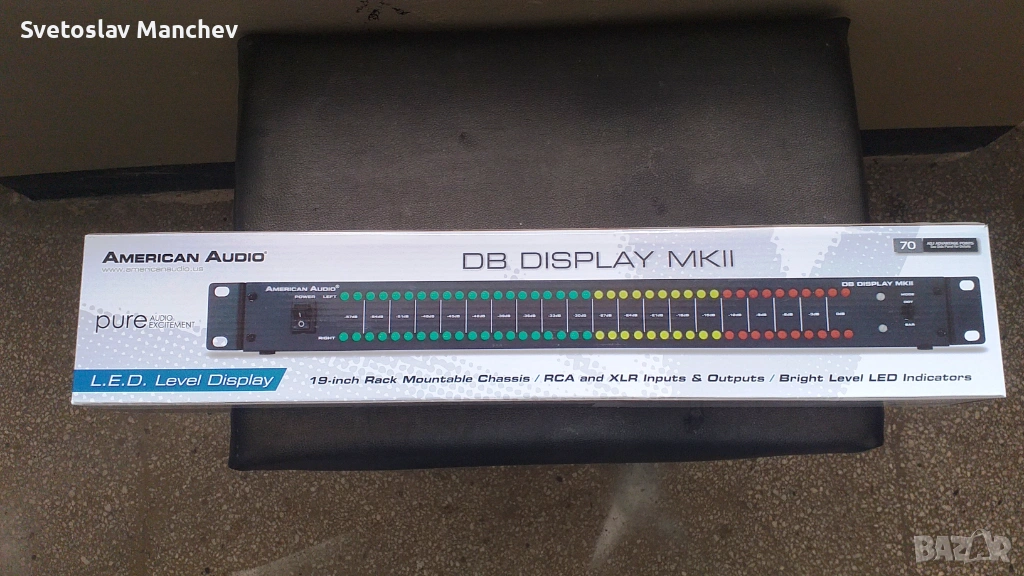 Svetoslav Manchev
AMERICAN AUDIO®
www.americanaudio.us
DB DISPLAY MKII
70
AMERICAN AUDIO®
DB DISPLAY MKII
POWER LEFT
RIGHT
BAR
pure AUDIO EXCITEMENT
L.E.D. Level Display
19-inch Rack Mountable Chassis / RCA and XLR Inputs & Outputs / Bright Level LED Indicators
BAZAR